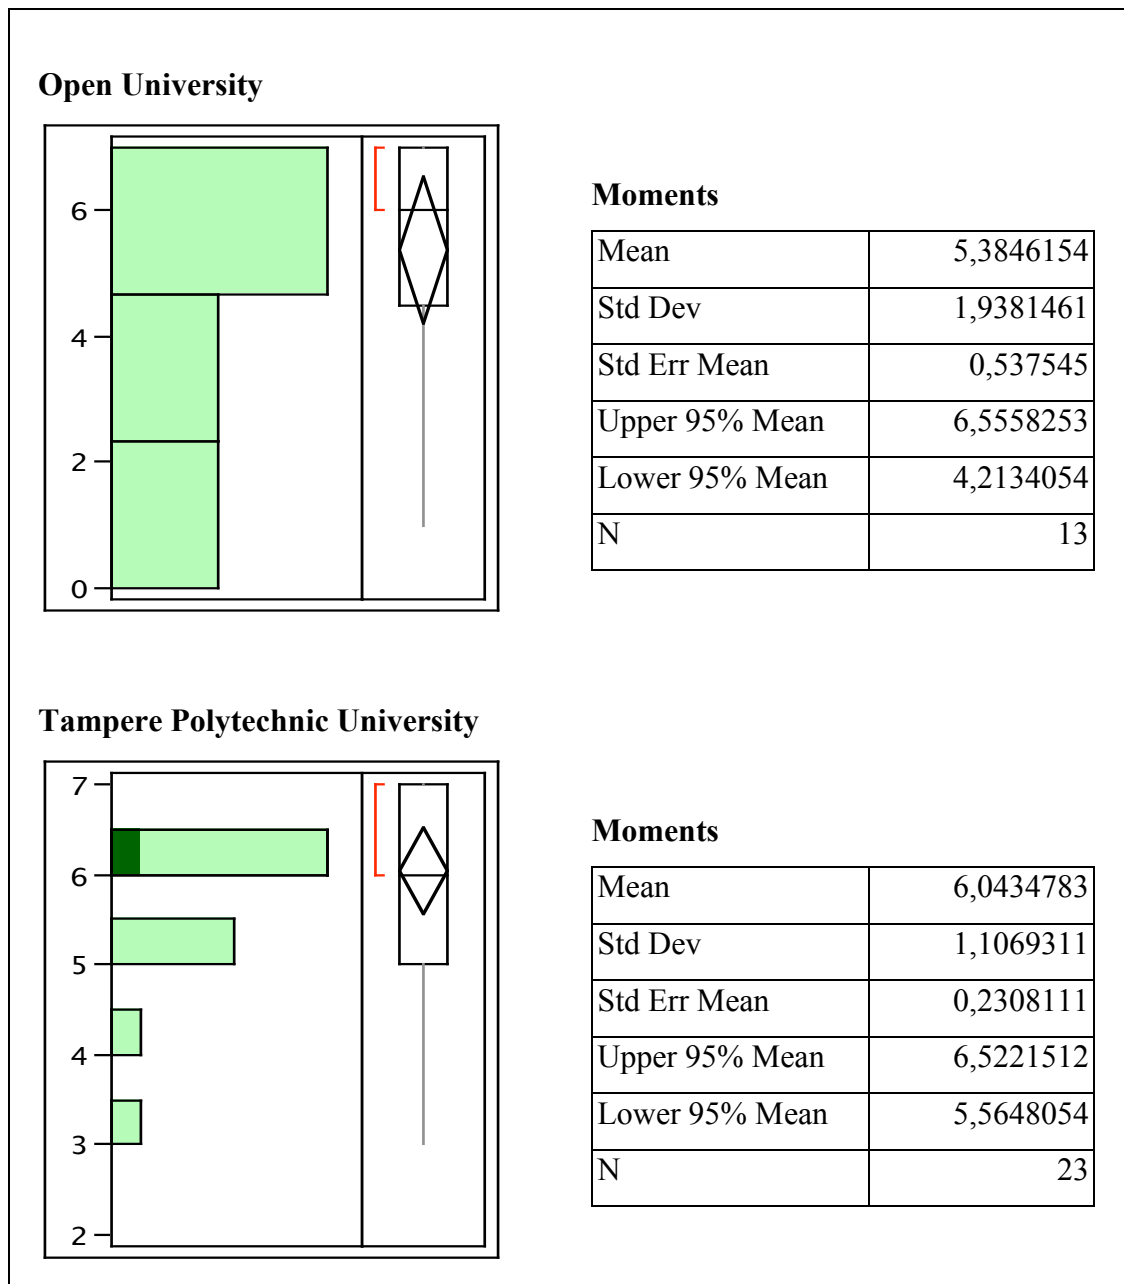 Open University
6
4
2
0
Moments
Mean 5,3846154
Std Dev 1,9381461
Std Err Mean 0,537545
Upper 95% Mean 6,5558253
Lower 95% Mean 4,2134054
N 13
Tampere Polytechnic University
7
6
5
4
3
2
Moments
Mean 6,0434783
Std Dev 1,1069311
Std Err Mean 0,2308111
Upper 95% Mean 6,5221512
Lower 95% Mean 5,5648054
N 23